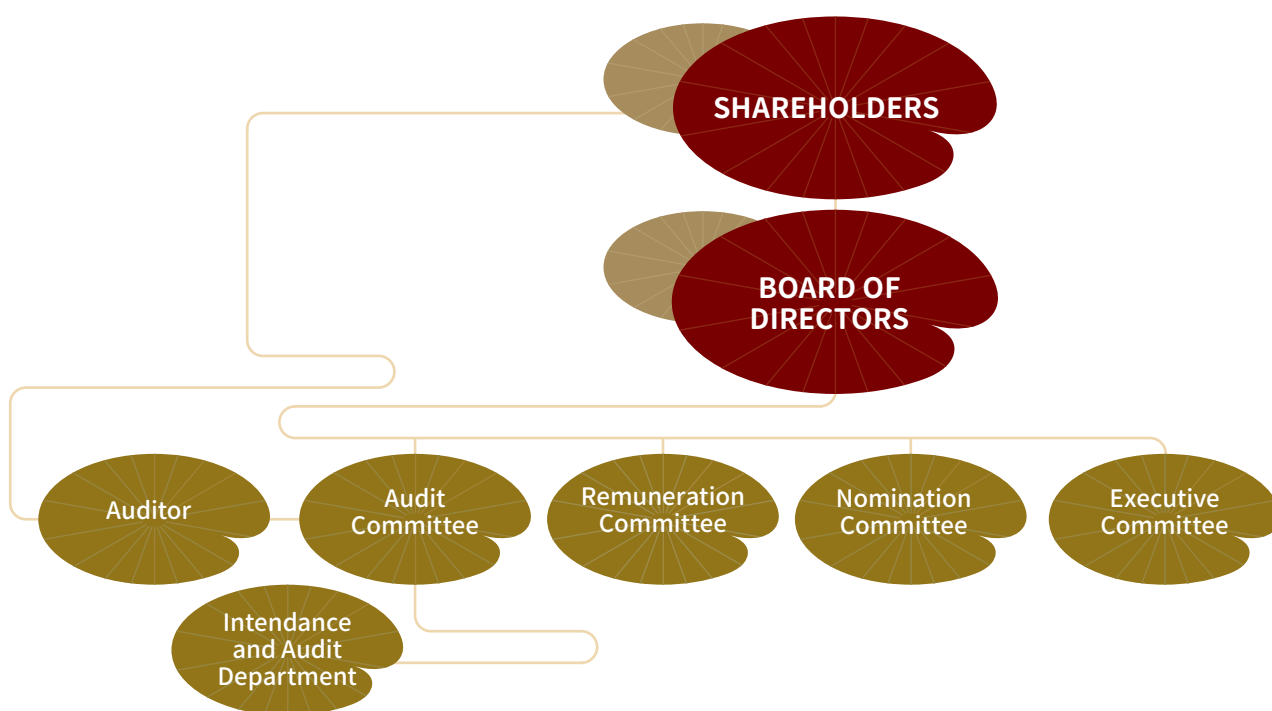 SHAREHOLDERS
BOARD OF
DIRECTORS
Auditor
Audit
Committee
Remuneration
Committee
Nomination
Committee
Executive
Committee
Intendance
and Audit
Department